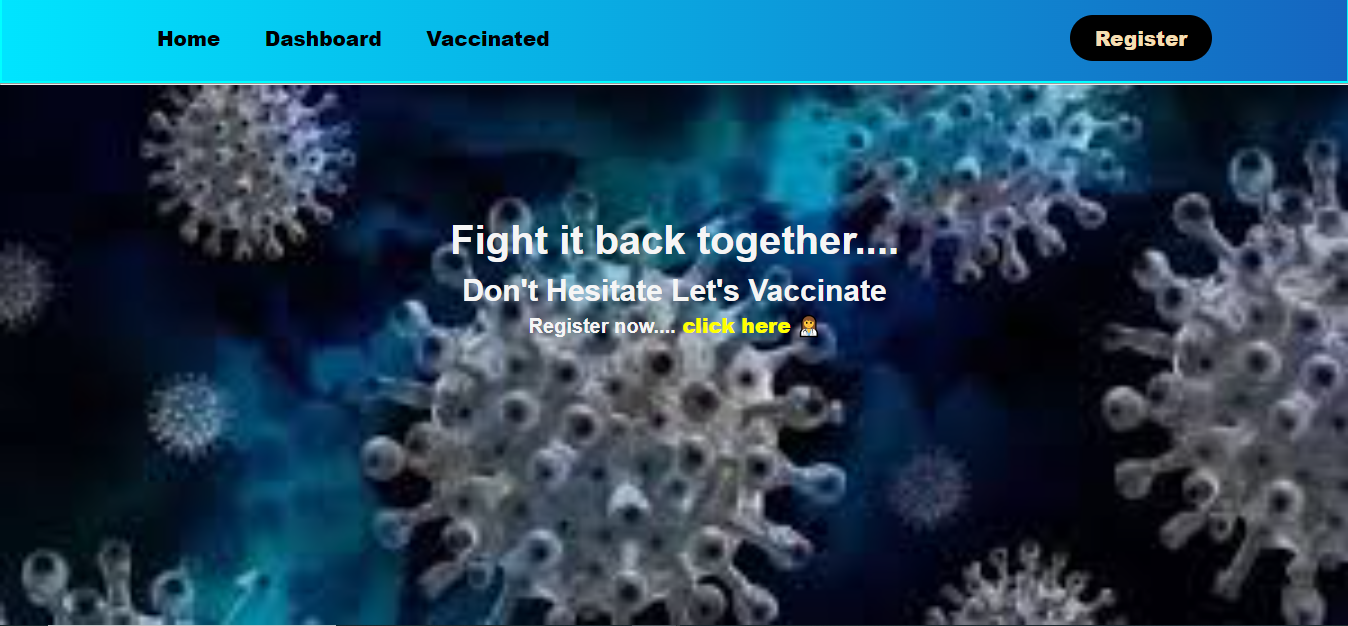 Home Dashboard Vaccinated Register
Fight it back together....
Don't Hesitate Let's Vaccinate
Register now.... click here 👩‍⚕️